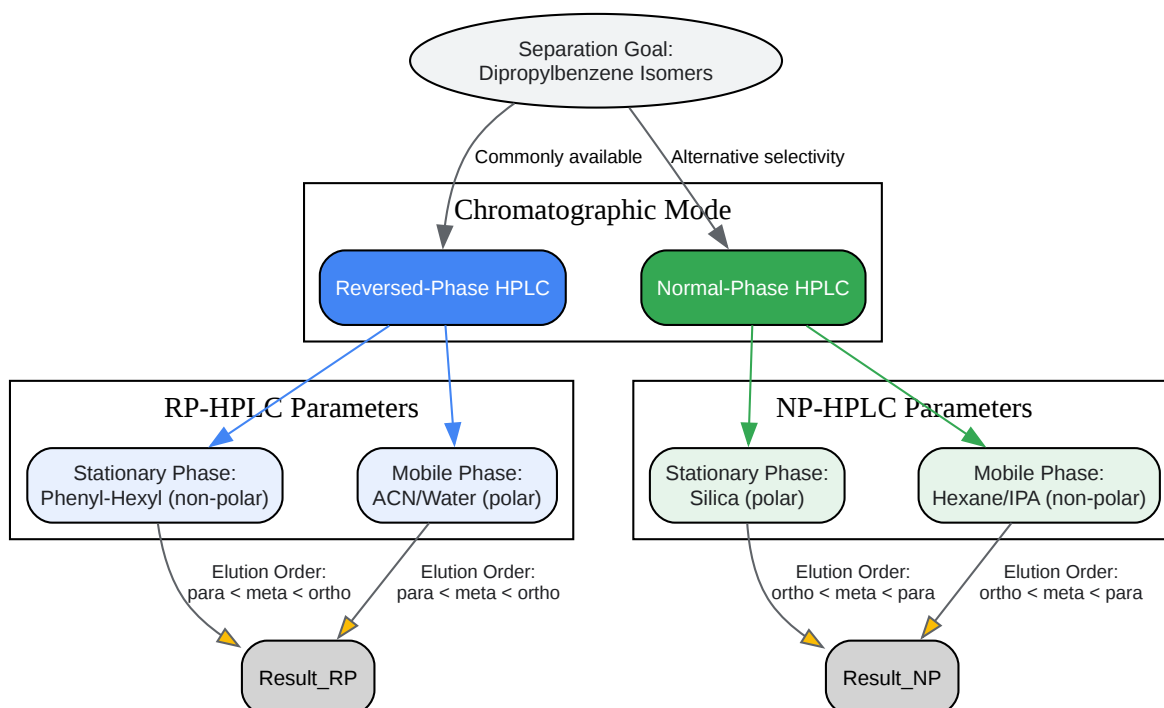 Separation Goal:
Dipropylbenzene Isomers
Commonly available
Alternative selectivity
Chromatographic Mode
Reversed-Phase HPLC
Normal-Phase HPLC
RP-HPLC Parameters
NP-HPLC Parameters
Stationary Phase:
Phenyl-Hexyl (non-polar)
Mobile Phase:
ACN/Water (polar)
Stationary Phase:
Silica (polar)
Mobile Phase:
Hexane/IPA (non-polar)
Elution Order:
para < meta < ortho
Elution Order:
para < meta < ortho
Elution Order:
ortho < meta < para
Elution Order:
ortho < meta < para
Result_RP
Result_NP